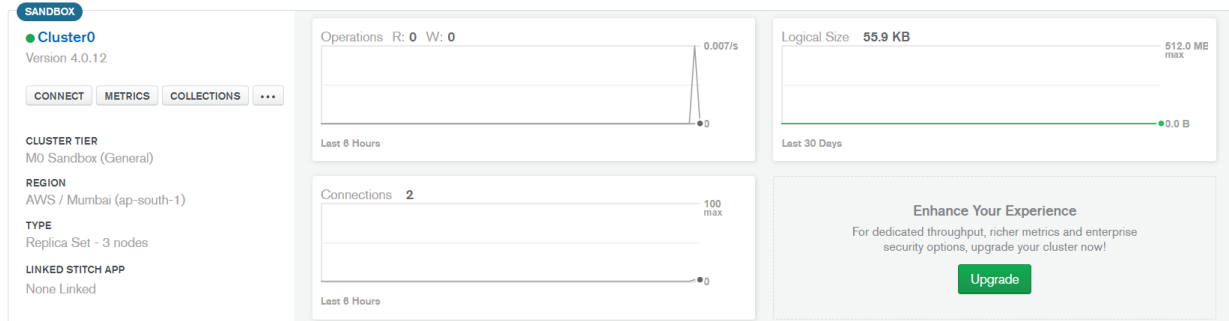 SANDBOX
Cluster0
Version 4.0.12
CONNECT METRICS COLLECTIONS ...
CLUSTER TIER
M0 Sandbox (General)
REGION
AWS / Mumbai (ap-south-1)
TYPE
Replica Set - 3 nodes
LINKED STITCH APP
None Linked
Operations R: 0 W: 0
0.007/s
0
Last 6 Hours
Logical Size 55.9 KB
512.0 MB
max
0.0 B
Last 30 Days
Connections 2
100
max
0
Last 6 Hours
Enhance Your Experience
For dedicated throughput, richer metrics and enterprise
security options, upgrade your cluster now!
Upgrade